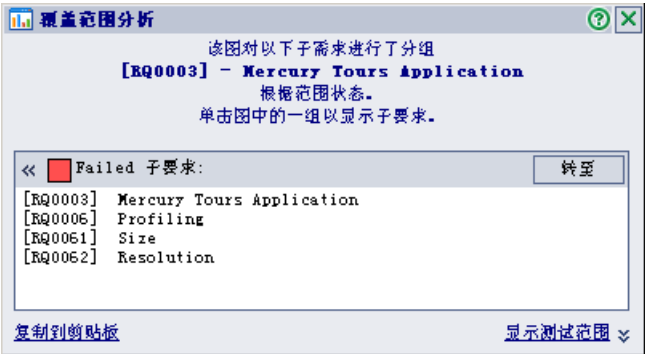 覆盖范围分析
该图对以下子需求进行了分组
[RQ0003] - Mercury Tours Application
根据范围状态。
单击图中的一组以显示子要求。
« Failed 子要求: 转至
[RQ0003] Mercury Tours Application
[RQ0006] Profiling
[RQ0061] Size
[RQ0062] Resolution
复制到剪贴板 显示测试范围